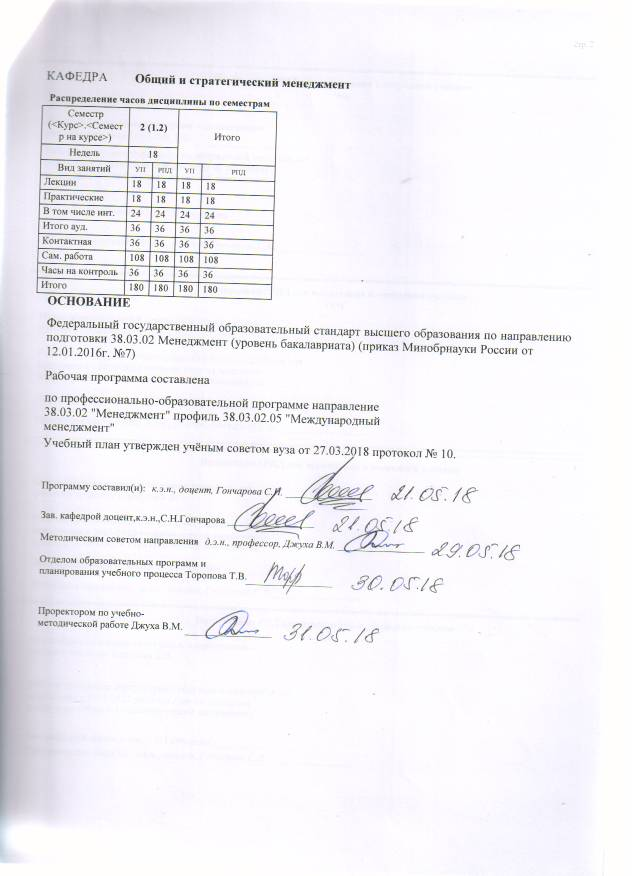 стр. 2
КАФЕДРА Общий и стратегический менеджмент
Распределение часов дисциплины по семестрам
Семестр
(<Курс>.<Семест
р на курсе>) 2 (1.2) Итого
Недель 18
Вид занятий УП РПД УП РПД
Лекции 18 18 18 18
Практические 18 18 18 18
В том числе инт. 24 24 24 24
Итого ауд. 36 36 36 36
Контактная 36 36 36 36
Сам. работа 108 108 108 108
Часы на контроль 36 36 36 36
Итого 180 180 180 180
ОСНОВАНИЕ
Федеральный государственный образовательный стандарт высшего образования по направлению
подготовки 38.03.02 Менеджмент (уровень бакалавриата) (приказ Минобрнауки России от
12.01.2016г. №7)
Рабочая программа составлена
по профессионально-образовательной программе направление
38.03.02 "Менеджмент" профиль 38.03.02.05 "Международный
менеджмент"
Учебный план утвержден учёным советом вуза от 27.03.2018 протокол № 10.
Программу составил(и): к.э.н., доцент, Гончарова С.Н. 21.05.18
Зав. кафедрой доцент,к.э.н.,С.Н.Гончарова 21.05.18
Методическим советом направления д.э.н., профессор, Джуха В.М. 29.05.18
Отделом образовательных программ и
планирования учебного процесса Торопова Т.В. 30.05.18
Проректором по учебно-
методической работе Джуха В.М. 31.05.18